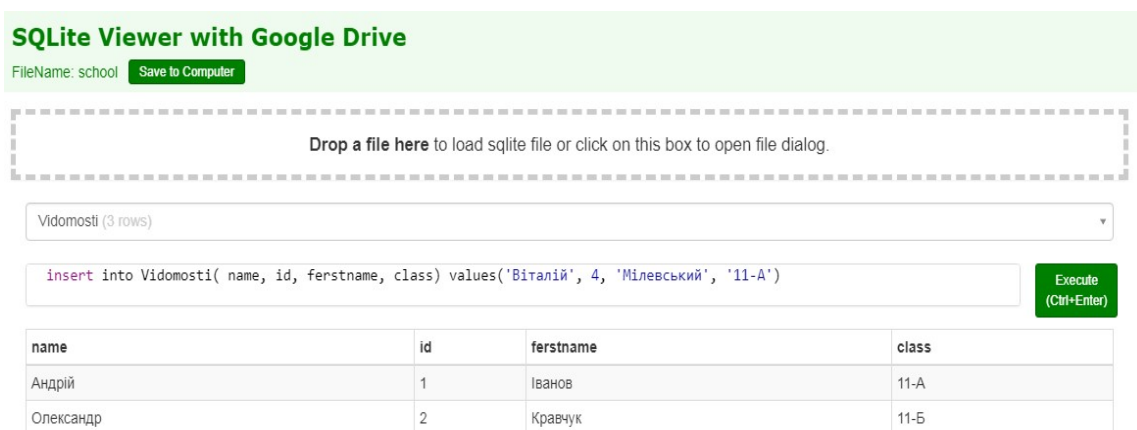 SQLite Viewer with Google Drive
FileName: school Save to Computer
Drop a file here to load sqlite file or click on this box to open file dialog.
Vidomosti (3 rows)
insert into Vidomosti( name, id, ferstname, class) values('Віталій', 4, 'Мілевський', '11-А')
Execute
(Ctrl+Enter)
name id ferstname class
Андрій 1 Іванов 11-А
Олександр 2 Кравчук 11-Б